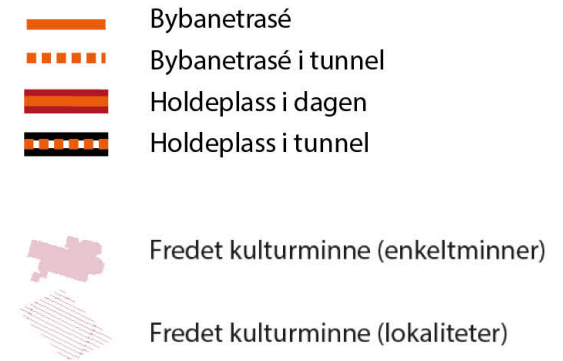 Bybanetrasé
Bybanetrasé i tunnel
Holdeplass i dagen
Holdeplass i tunnel
Fredet kulturminne (enkeltminner)
Fredet kulturminne (lokaliteter)